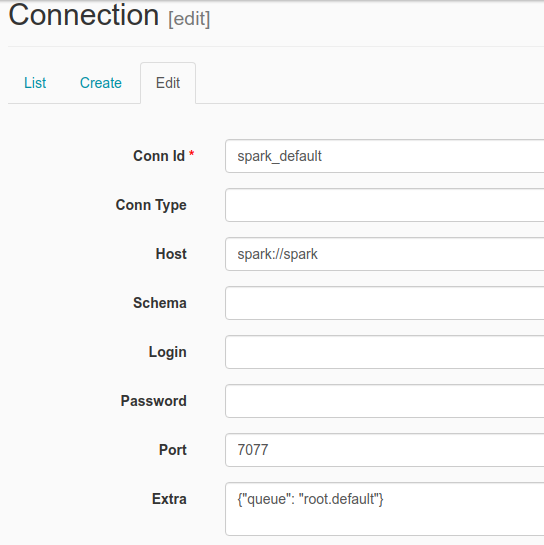 Connection [edit]
List Create Edit
Conn Id * spark_default
Conn Type
Host spark://spark
Schema
Login
Password
Port 7077
Extra {"queue": "root.default"}